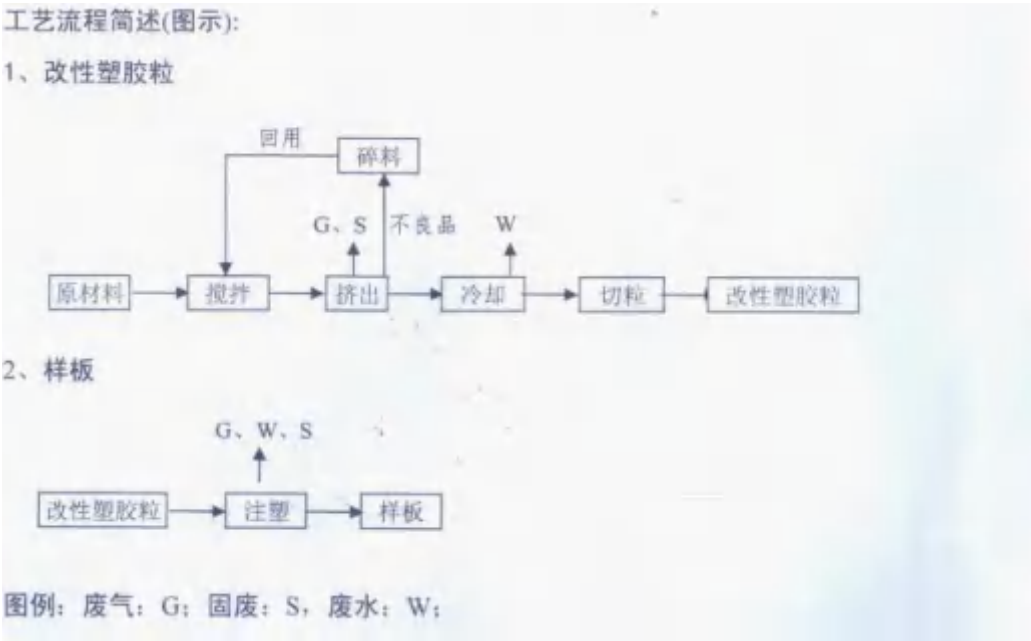 工艺流程简述(图示):
1、改性塑胶粒
回用
碎料
G、S 不良品 W
原材料 搅拌 挤出 冷却 切粒 改性塑胶粒
2、样板
G、W、S
改性塑胶粒 注塑 样板
图例：废气：G；固废：S，废水：W；